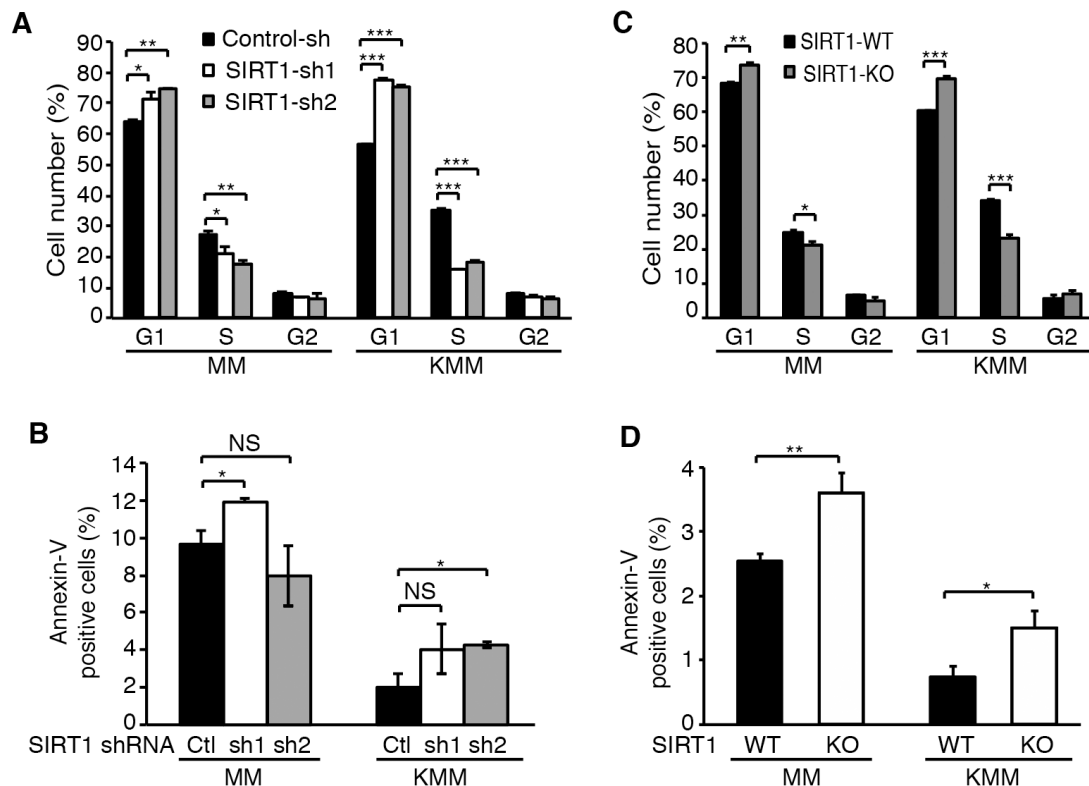 A
Control-sh
SIRT1-sh1
SIRT1-sh2
Cell number (%)
90
80
70
60
50
40
30
20
10
0
** * ** * *** *** *** ***
G1 S G2 G1 S G2
MM KMM
C
SIRT1-WT
SIRT1-KO
Cell number (%)
80
70
60
50
40
30
20
10
0
** * *** ***
G1 S G2 G1 S G2
MM KMM
B
Annexin-V
positive cells (%)
14
12
10
8
6
4
2
0
NS * * NS
SIRT1 shRNA Ctl sh1 sh2 Ctl sh1 sh2
MM KMM
D
Annexin-V
positive cells (%)
4
3
2
1
0
** *
SIRT1 WT KO WT KO
MM KMM